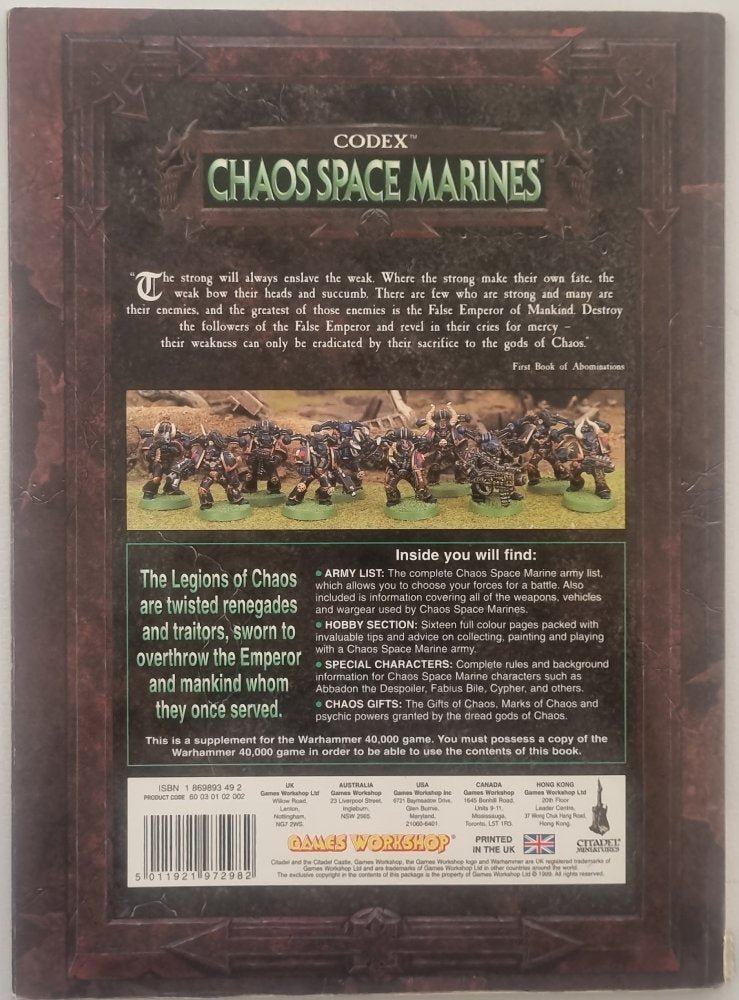 CODEX™
CHAOS SPACE MARINES
"The strong will always enslave the weak. Where the strong make their own fate, the
weak bow their heads and succumb. There are few who are strong and many are
their enemies, and the greatest of those enemies is the False Emperor of Mankind. Destroy
the followers of the False Emperor and revel in their cries for mercy –
their weakness can only be eradicated by their sacrifice to the gods of Chaos."
First Book of Abominations
The Legions of Chaos
are twisted renegades
and traitors, sworn to
overthrow the Emperor
and mankind whom
they once served.
Inside you will find:
● ARMY LIST: The complete Chaos Space Marine army list,
which allows you to choose your forces for a battle. Also
included is information covering all of the weapons, vehicles
and wargear used by Chaos Space Marines.
● HOBBY SECTION: Sixteen full colour pages packed with
invaluable tips and advice on collecting, painting and playing
with a Chaos Space Marine army.
● SPECIAL CHARACTERS: Complete rules and background
information for Chaos Space Marine characters such as
Abbadon the Despoiler, Fabius Bile, Cypher, and others.
● CHAOS GIFTS: The Gifts of Chaos, Marks of Chaos and
psychic powers granted by the dread gods of Chaos.
This is a supplement for the Warhammer 40,000 game. You must possess a copy of the
Warhammer 40,000 game in order to be able to use the contents of this book.
ISBN 1 869893 49 2
PRODUCT CODE 60 03 01 02 002
5 011921 972982
UK
Games Workshop Ltd
Willow Road,
Lenton,
Nottingham,
NG7 2WS.
AUSTRALIA
Games Workshop
23 Liverpool Street,
Ingleburn,
NSW 2565.
USA
Games Workshop Inc
6721 Baymeadow Drive,
Glen Burnie,
Maryland,
21060-6401.
CANADA
Games Workshop
1645 Bonhill Road,
Units 9-11,
Mississauga,
Toronto, L5T 1R3.
HONG KONG
Games Workshop Ltd
20th Floor
Leader Centre,
37 Wong Chuk Hang Road,
Hong Kong.
GAMES WORKSHOP®
PRINTED
IN THE UK
CITADEL®
MINIATURES
Citadel and the Citadel Castle, Games Workshop, the Games Workshop logo and Warhammer are UK registered trademarks of
Games Workshop Ltd and are trademarks of Games Workshop Ltd in other countries around the world.
The exclusive copyright in the contents of this package is the property of Games Workshop Ltd © 1999. All rights reserved.